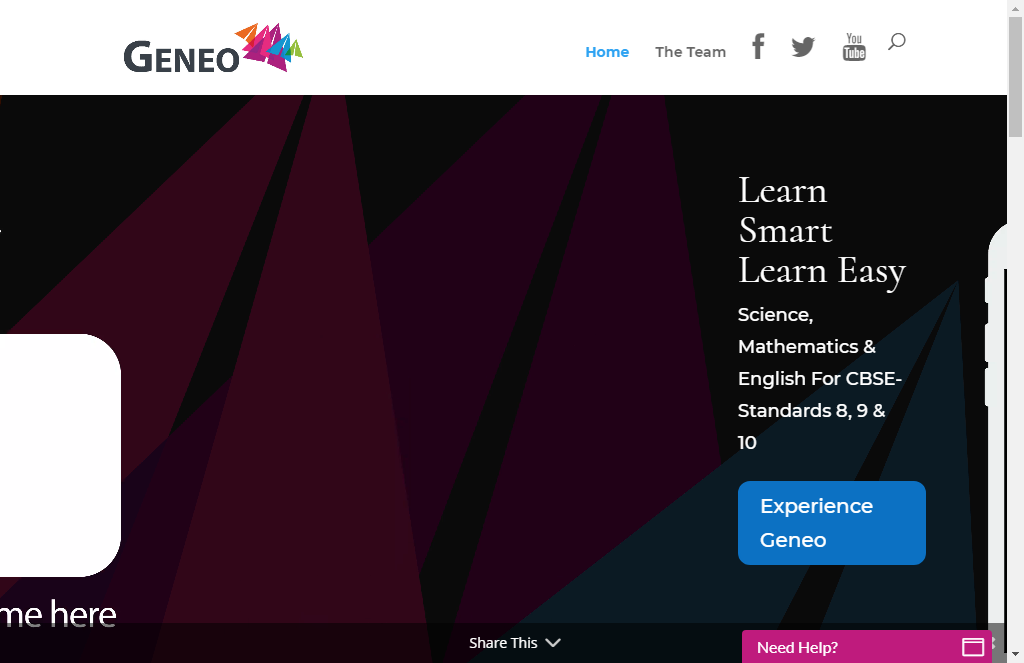 GENEO
Home
The Team
You
Tube
Learn
Smart
Learn Easy
Science,
Mathematics &
English For CBSE-
Standards 8, 9 &
10
Experience
Geneo
me here
Share This
Need Help?